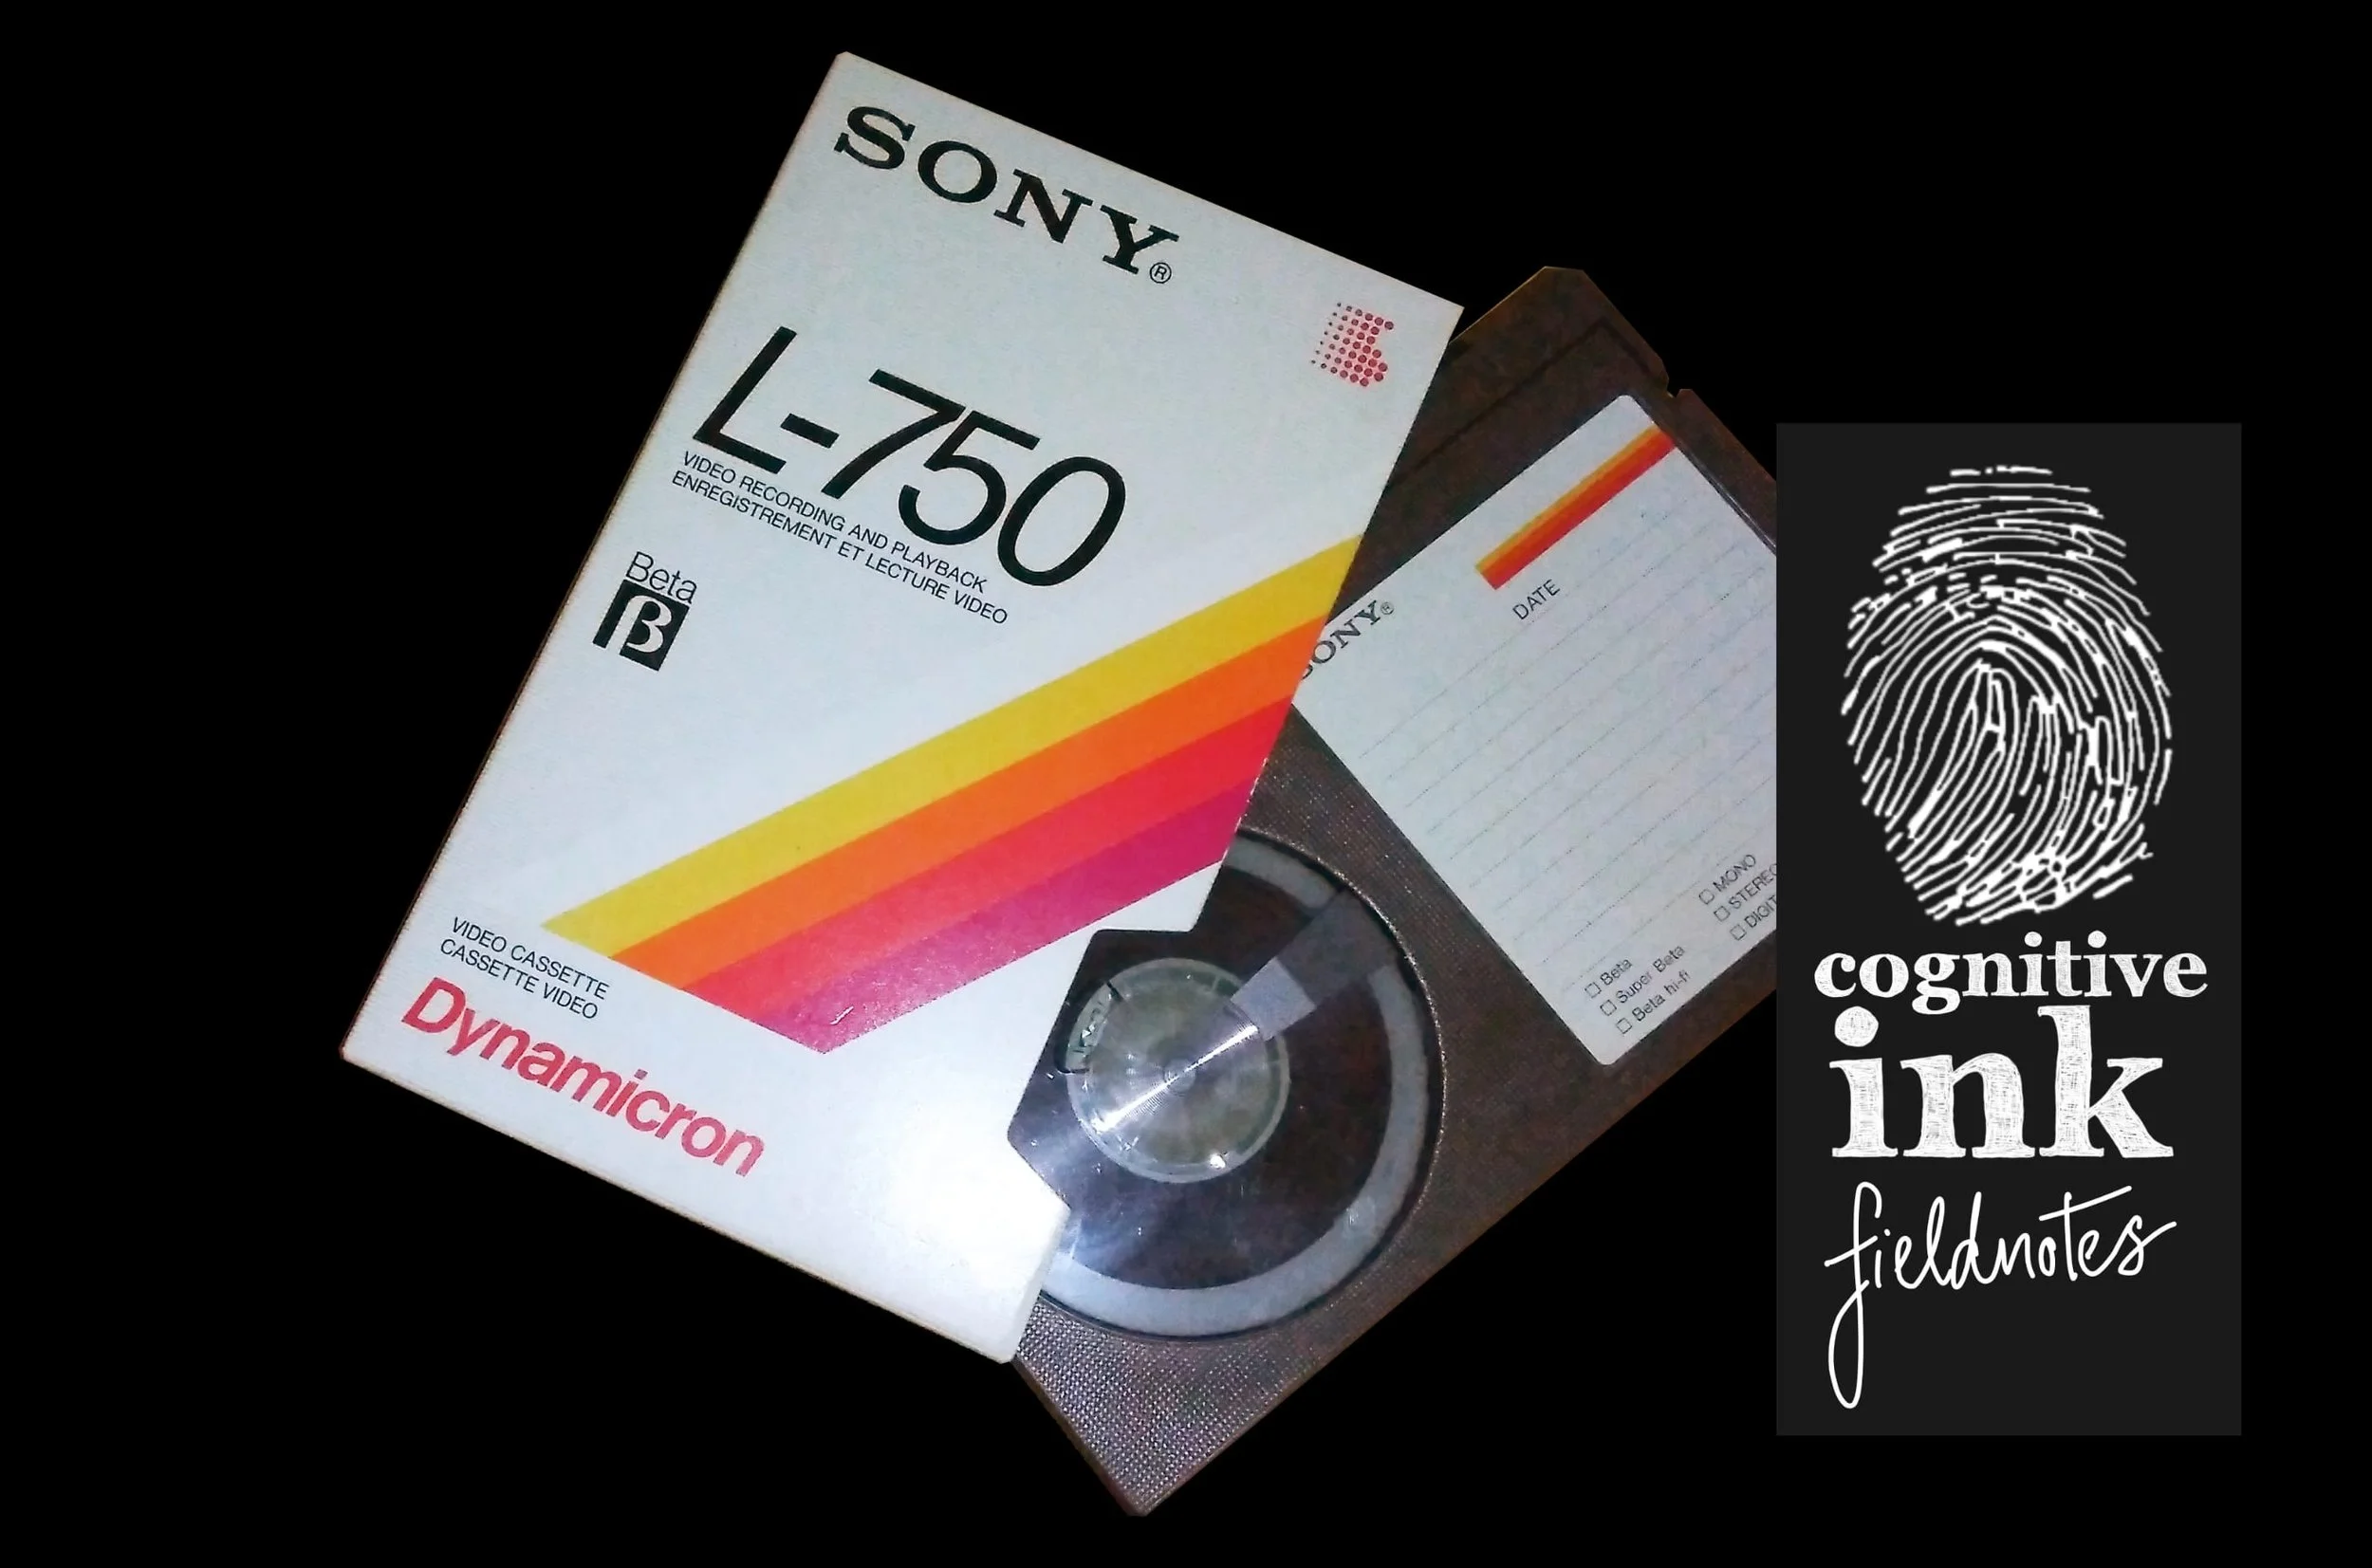 SONY®
L-750
VIDEO RECORDING AND PLAYBACK
ENREGISTREMENT ET LECTURE VIDEO
Beta
β
VIDEO CASSETTE
CASSETTE VIDEO
Dynamicron
SONY®
DATE
□ MONO
□ STEREO
□ Beta
□ Super Beta
□ Beta hi-fi
cognitive
ink
fieldnotes